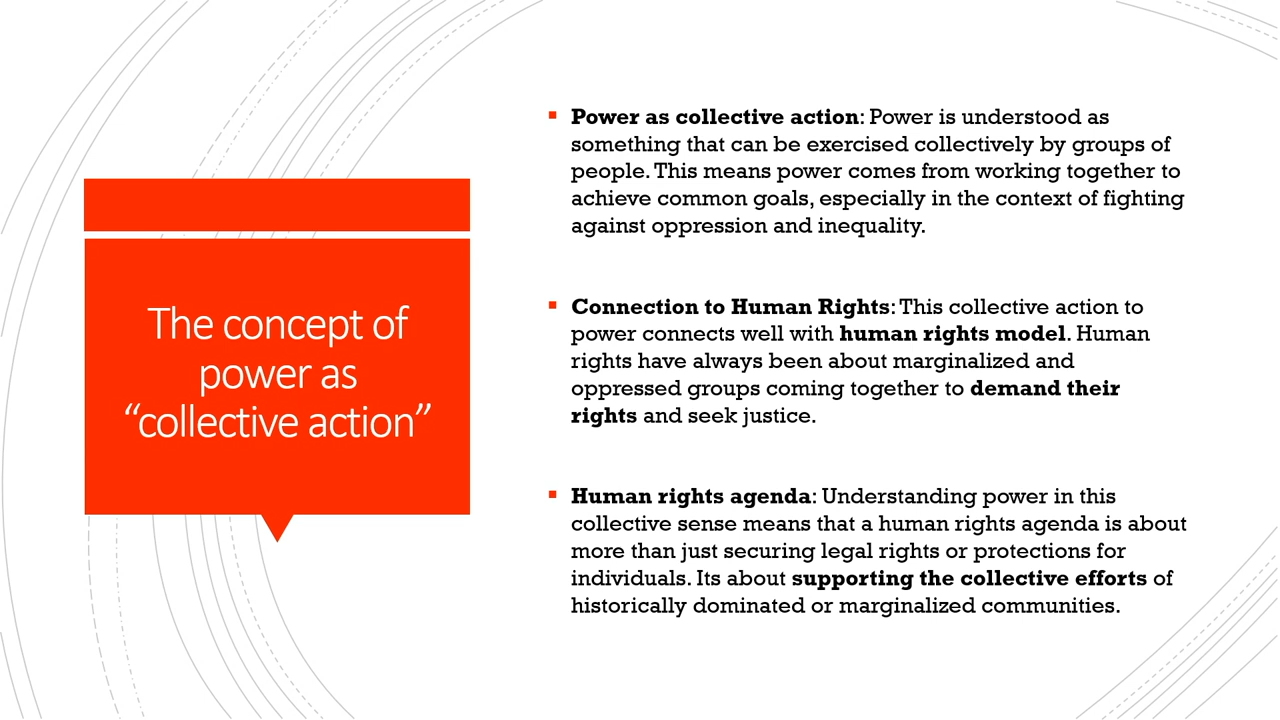 The concept of
power as
“collective action”
▪ Power as collective action: Power is understood as
something that can be exercised collectively by groups of
people. This means power comes from working together to
achieve common goals, especially in the context of fighting
against oppression and inequality.
▪ Connection to Human Rights: This collective action to
power connects well with human rights model. Human
rights have always been about marginalized and
oppressed groups coming together to demand their
rights and seek justice.
▪ Human rights agenda: Understanding power in this
collective sense means that a human rights agenda is about
more than just securing legal rights or protections for
individuals. Its about supporting the collective efforts of
historically dominated or marginalized communities.